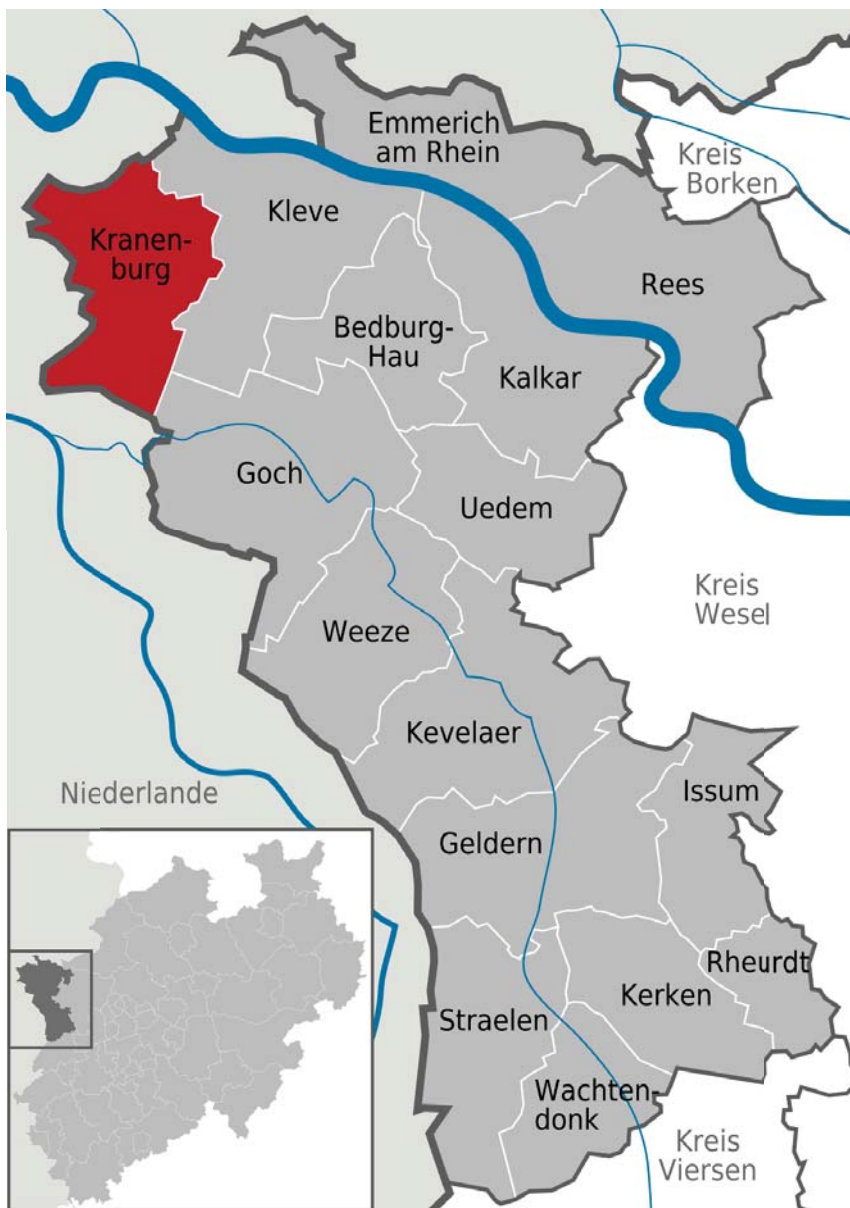 Emmerich
am Rhein
Kreis
Borken
Kleve
Kranen-
burg
Rees
Bedburg-
Hau
Kalkar
Goch
Uedem
Kreis
Wesel
Weeze
Kevelaer
Niederlande
Issum
Geldern
Rheurdt
Kerken
Straelen
Wachten-
donk
Kreis
Viersen